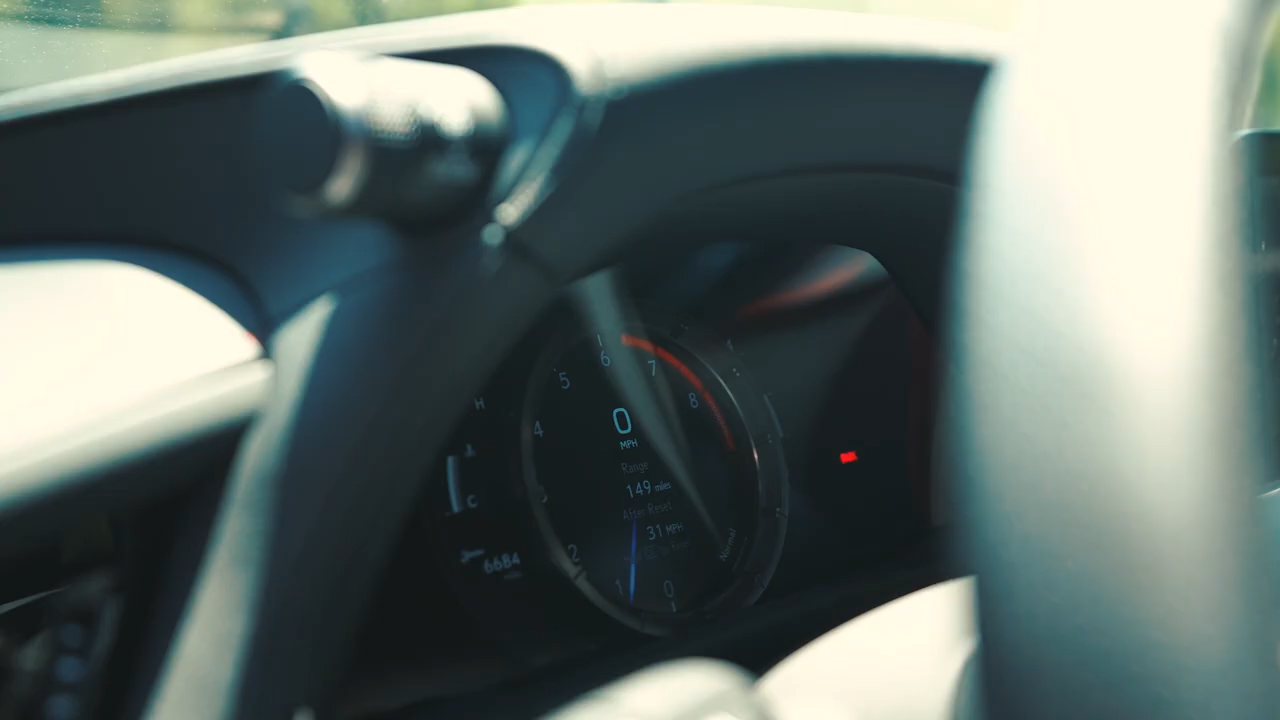 H
C
6684
6
5
7
4
8
0
MPH
Range
149 miles
After Reset
31 MPH
Normal
2
1
0